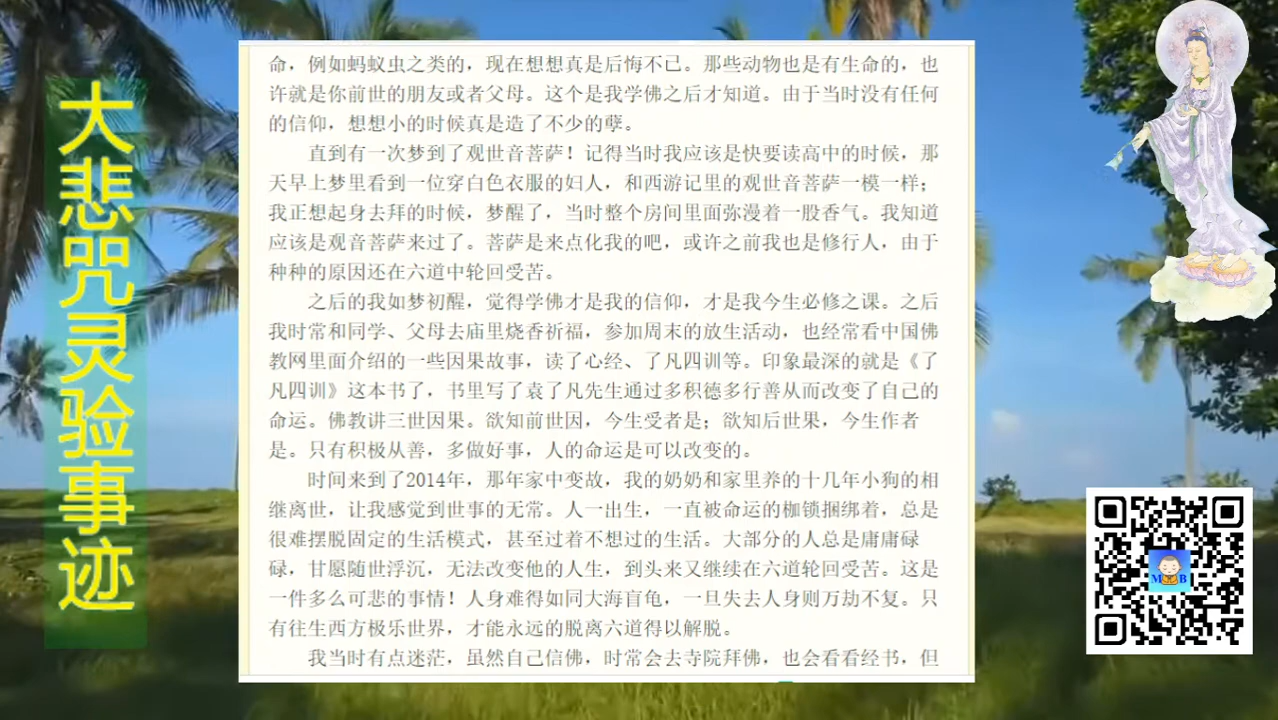 大悲咒灵验事迹
命，例如蚂蚁虫之类的，现在想想真是后悔不已。那些动物也是有生命的，也
许就是你前世的朋友或者父母。这个是我学佛之后才知道。由于当时没有任何
的信仰，想想小的时候真是造了不少的孽。
直到有一次梦到了观世音菩萨！记得当时我应该是快要读高中的时候，那
天早上梦里看到一位穿白色衣服的妇人，和西游记里的观世音菩萨一模一样；
我正想起身去拜的时候，梦醒了，当时整个房间里面弥漫着一股香气。我知道
应该是观音菩萨来过了。菩萨是来点化我的吧，或许之前我也是修行人，由于
种种的原因还在六道中轮回受苦。
之后的我如梦初醒，觉得学佛才是我的信仰，才是我今生必修之课。之后
我时常和同学、父母去庙里烧香祈福，参加周末的放生活动，也经常看中国佛
教网里面介绍的一些因果故事，读了心经、了凡四训等。印象最深的就是《了
凡四训》这本书了，书里写了袁了凡先生通过多积德多行善从而改变了自己的
命运。佛教讲三世因果。欲知前世因，今生受者是；欲知后世果，今生作者
是。只有积极从善，多做好事，人的命运是可以改变的。
时间来到了2014年，那年家中变故，我的奶奶和家里养的十几年小狗的相
继离世，让我感觉到世事的无常。人一出生，一直被命运的枷锁捆绑着，总是
很难摆脱固定的生活模式，甚至过着不想过的生活。大部分的人总是庸庸碌
碌，甘愿随世浮沉，无法改变他的人生，到头来又继续在六道轮回受苦。这是
一件多么可悲的事情！人身难得如同大海盲龟，一旦失去人身则万劫不复。只
有往生西方极乐世界，才能永远的脱离六道得以解脱。
我当时有点迷茫，虽然自己信佛，时常会去寺院拜佛，也会看看经书，但
M B